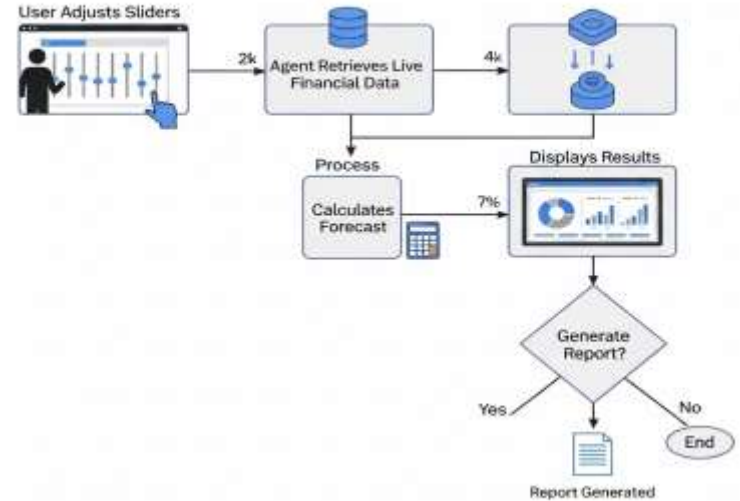 User Adjusts Sliders
2k
Agent Retrieves Live
Financial Data
4k
Process
Calculates
Forecast
7%
Displays Results
Generate
Report?
Yes
No
End
Report Generated